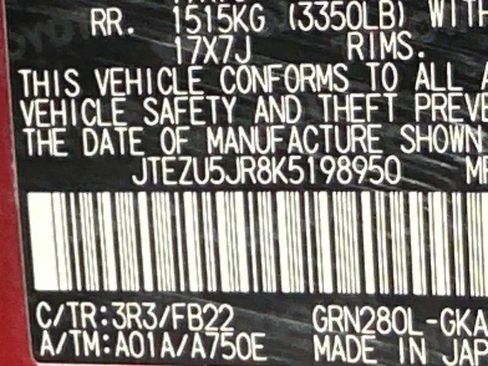 RR. 1515KG (3350LB) WITH
17X7J RIMS.
THIS VEHICLE CONFORMS TO ALL A
VEHICLE SAFETY AND THEFT PREVE
THE DATE OF MANUFACTURE SHOWN
JTEZU5JR8K5198950 MP
C/TR:3R3/FB22 GRN280L-GKA
A/TM:A01A/A750E MADE IN JAP